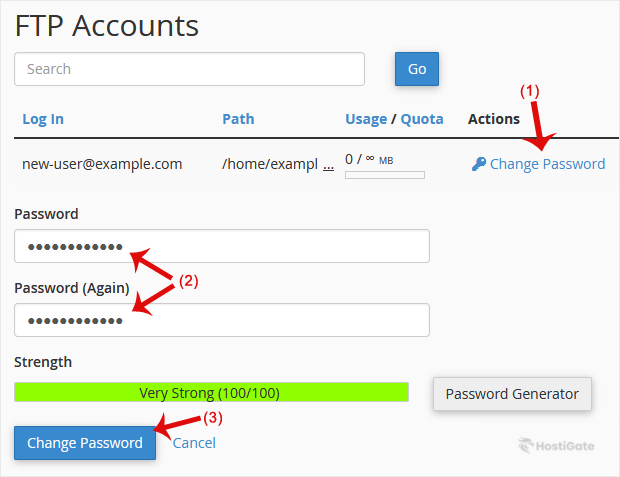 FTP Accounts
Search
Go
(1)
Log In Path Usage / Quota Actions
new-user@example.com /home/exampl ... 0 / ∞ MB Change Password
Password
••••••••••••
(2)
Password (Again)
••••••••••••
Strength
Very Strong (100/100)
Password Generator
(3)
Change Password Cancel
HostiGate